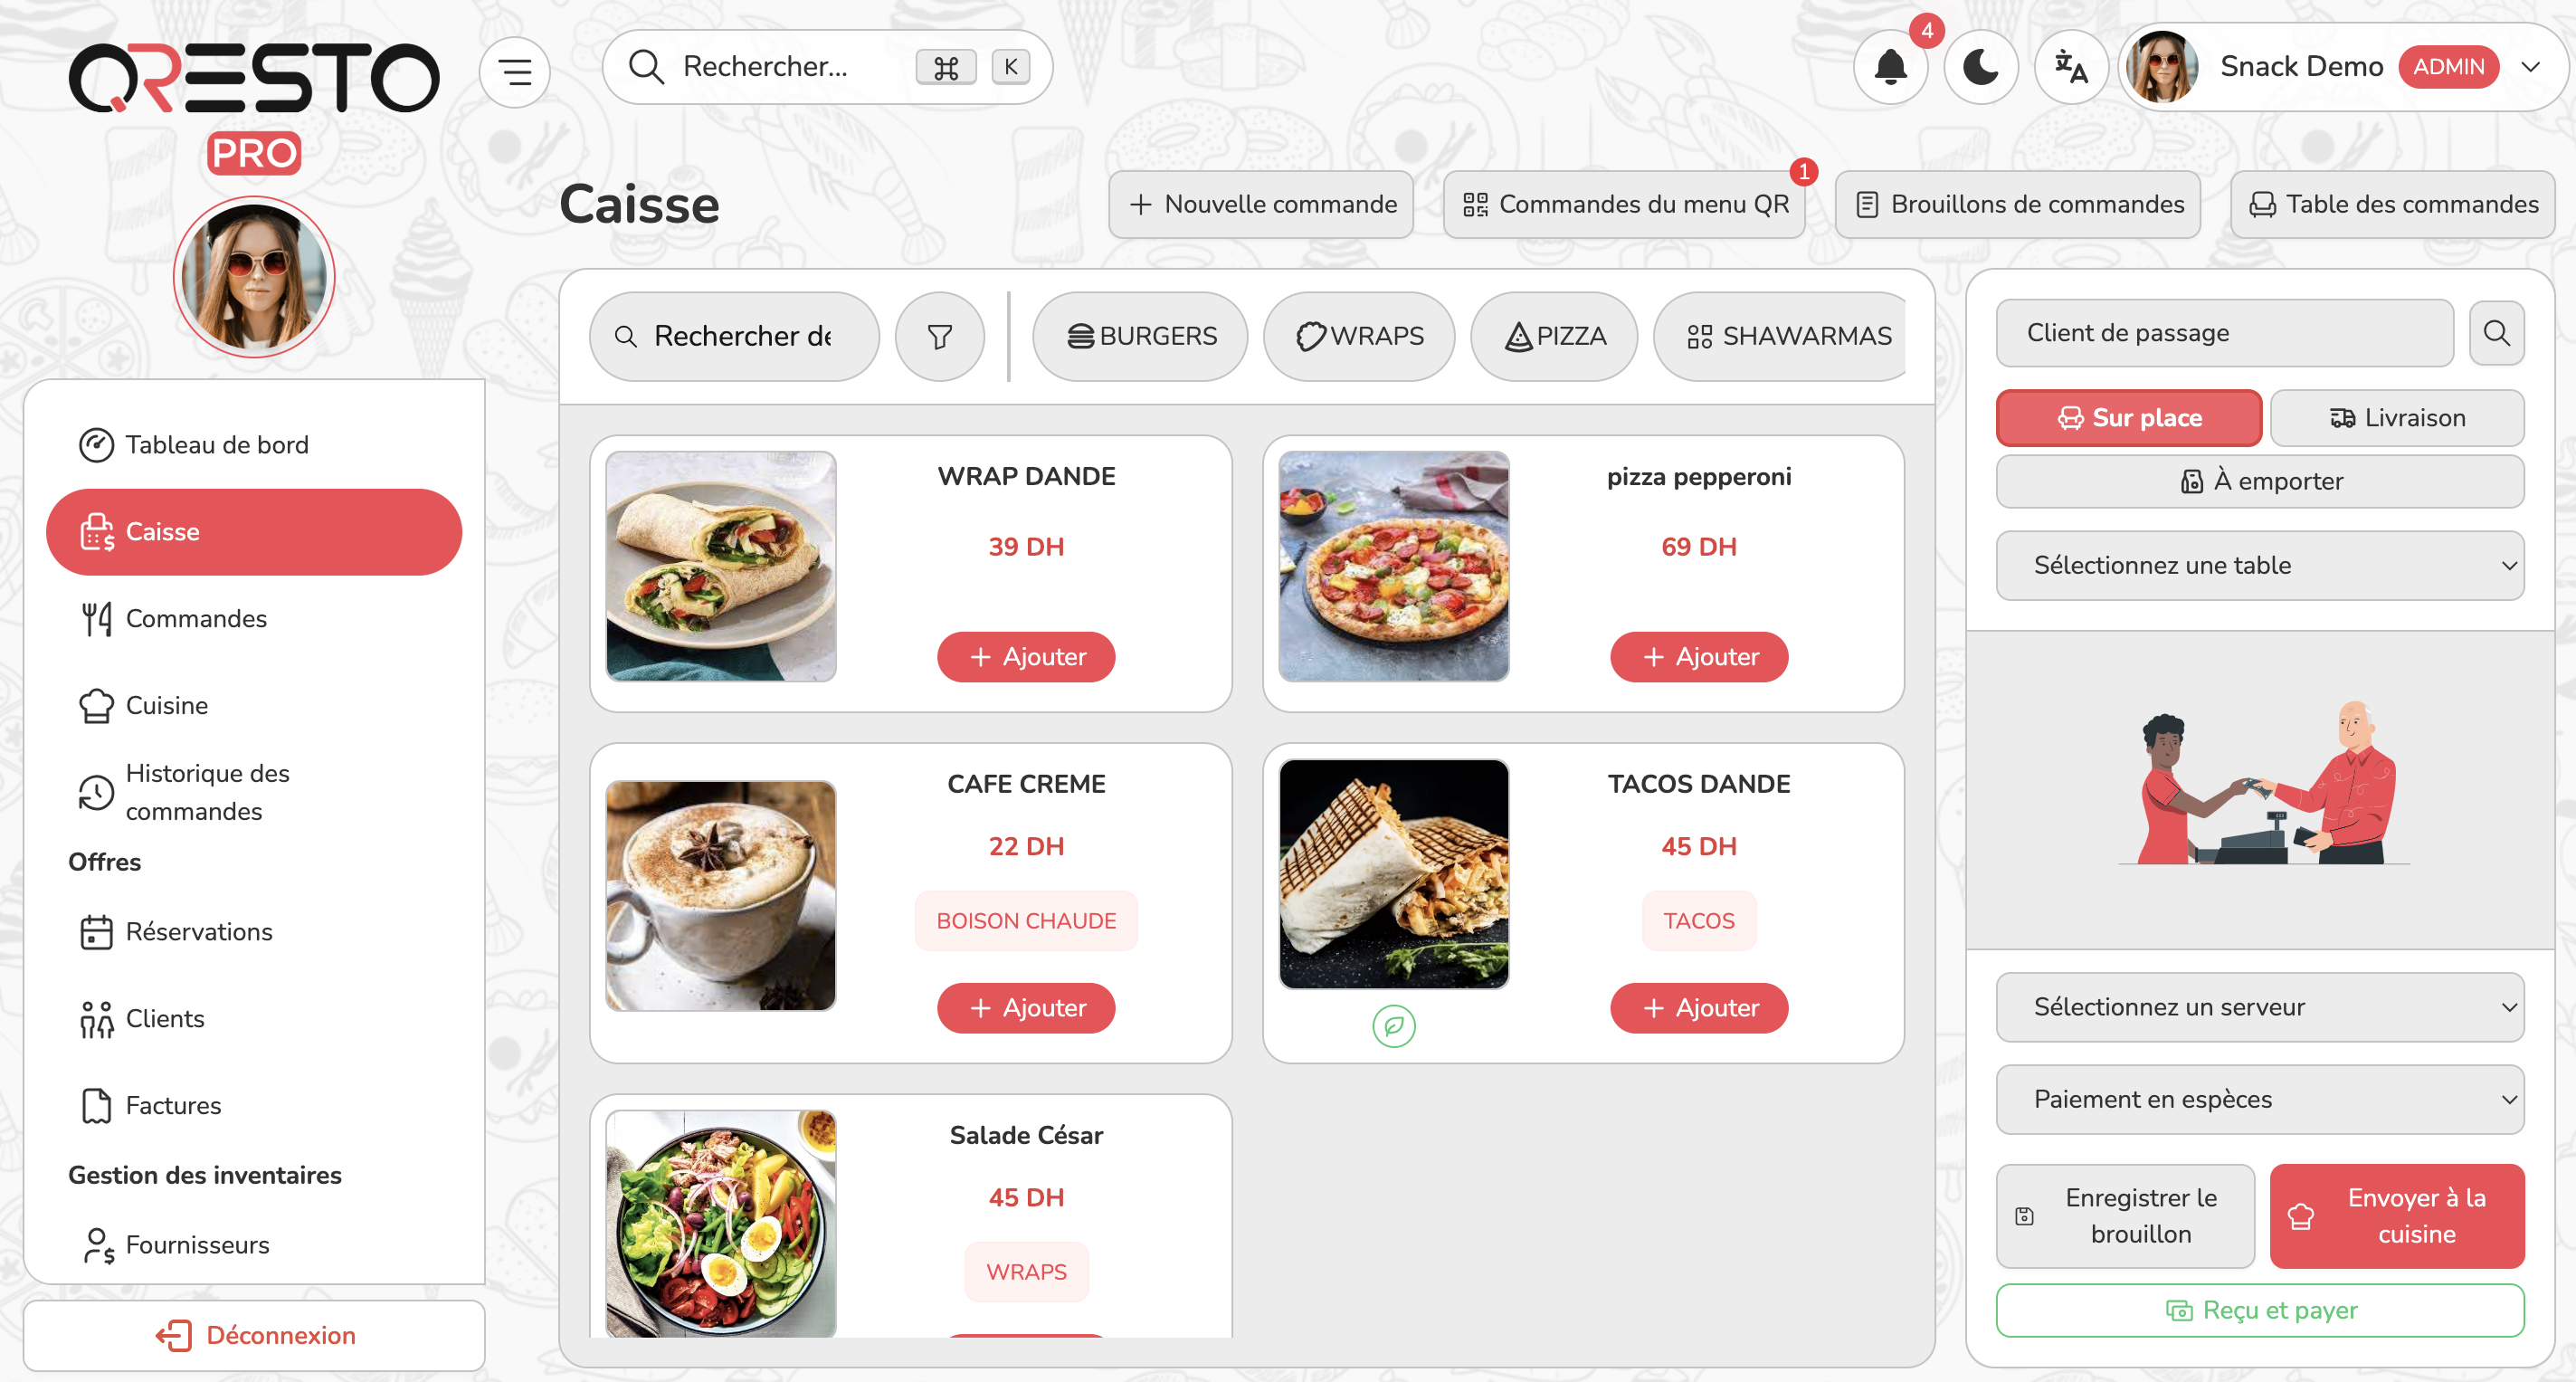 QRESTO
PRO
Rechercher...
⌘ K
4
Snack Demo ADMIN
Caisse
+ Nouvelle commande
Commandes du menu QR
1
Brouillons de commandes
Table des commandes
Tableau de bord
Caisse
Commandes
Cuisine
Historique des
commandes
Offres
Réservations
Clients
Factures
Gestion des inventaires
Fournisseurs
Déconnexion
Rechercher de
BURGERS
WRAPS
PIZZA
SHAWARMAS
WRAP DANDE
39 DH
+ Ajouter
pizza pepperoni
69 DH
+ Ajouter
CAFE CREME
22 DH
BOISON CHAUDE
+ Ajouter
TACOS DANDE
45 DH
TACOS
+ Ajouter
Salade César
45 DH
WRAPS
Client de passage
Sur place
Livraison
À emporter
Sélectionnez une table
Sélectionnez un serveur
Paiement en espèces
Enregistrer le
brouillon
Envoyer à la
cuisine
Reçu et payer